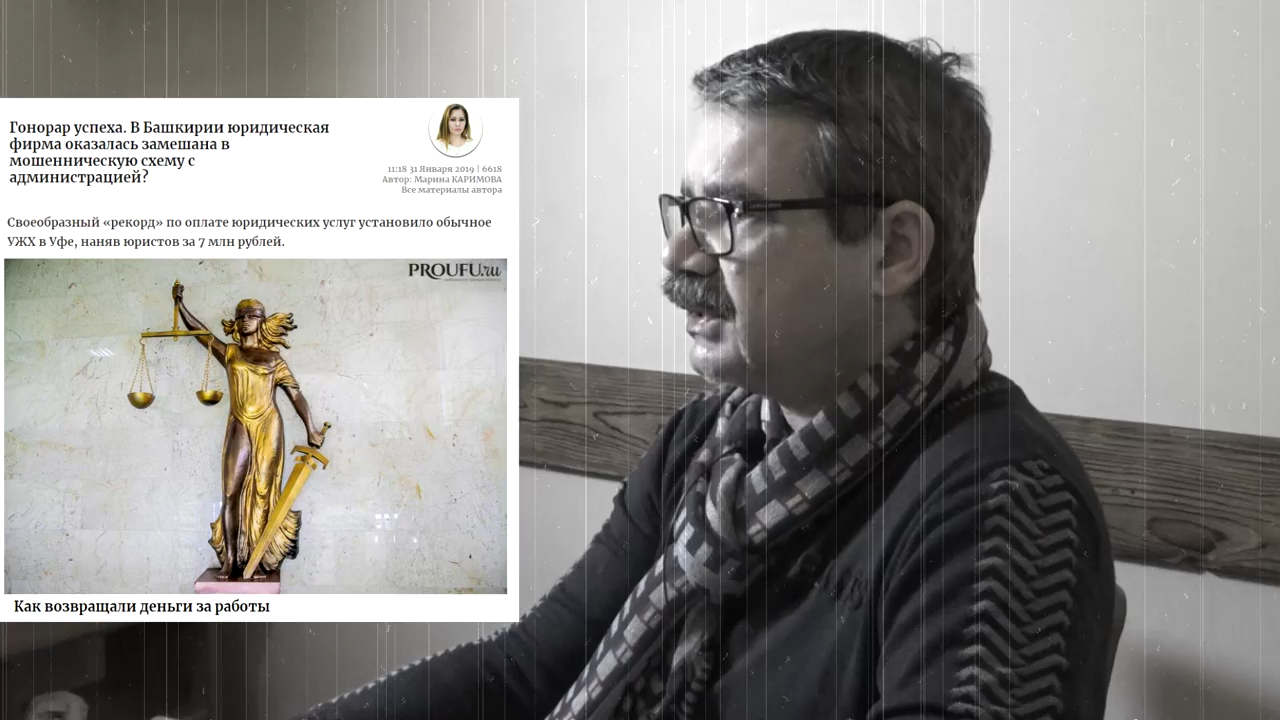 Гонорар успеха. В Башкирии юридическая
фирма оказалась замешана в
мошенническую схему с
администрацией?
11:18 31 Января 2019 | 6618
Автор: Марина КАРИМОВА
Все материалы автора
Своеобразный «рекорд» по оплате юридических услуг установило обычное
УЖХ в Уфе, наняв юристов за 7 млн рублей.
PROUFU.ru
Как возвращали деньги за работы